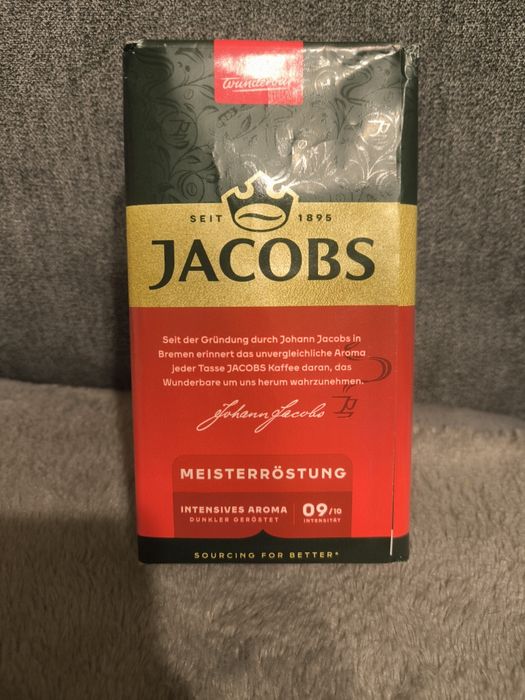 Wunderbar
SEIT 1895
JACOBS
Seit der Gründung durch Johann Jacobs in
Bremen erinnert das unvergleichliche Aroma
jeder Tasse JACOBS Kaffee daran, das
Wunderbare um uns herum wahrzunehmen.
Johann Jacobs
MEISTERRÖSTUNG
INTENSIVES AROMA
DUNKLER GERÖSTET
09/10
INTENSITÄT
SOURCING FOR BETTER*